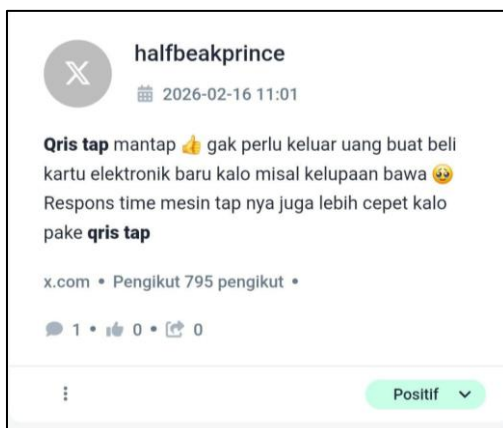 halfbeakprince
2026-02-16 11:01
Qris tap mantap 👍 gak perlu keluar uang buat beli
kartu elektronik baru kalo misal kelupaan bawa 🥹
Respons time mesin tap nya juga lebih cepet kalo
pake qris tap
x.com • Pengikut 795 pengikut •
1 • 0 • 0
Positif